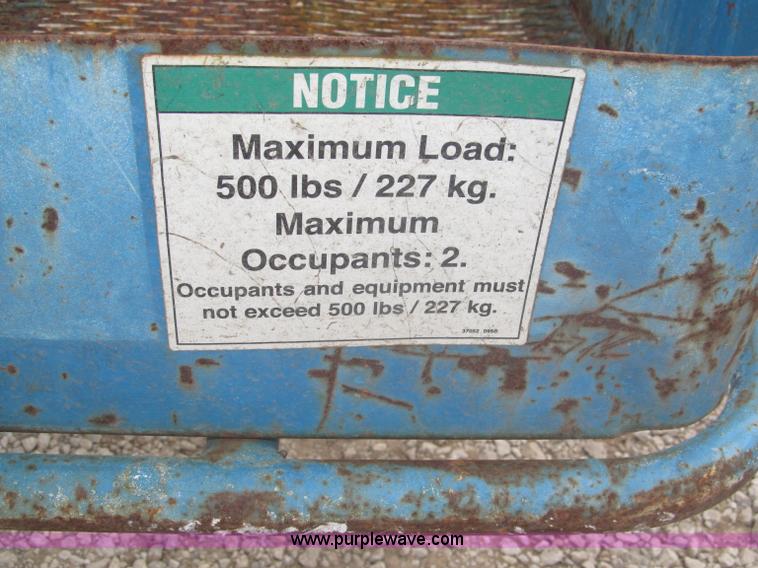 NOTICE
Maximum Load:
500 lbs / 227 kg.
Maximum
Occupants: 2.
Occupants and equipment must
not exceed 500 lbs / 227 kg.
www.purplewave.com